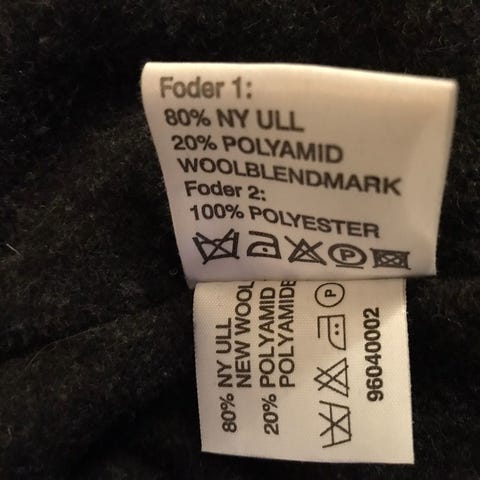 Foder 1:
80% NY ULL
20% POLYAMID
WOOLBLENDMARK
Foder 2:
100% POLYESTER
P
80% NY ULL
NEW WOOL
20% POLYAMID
POLYAMIDE
P
96040002